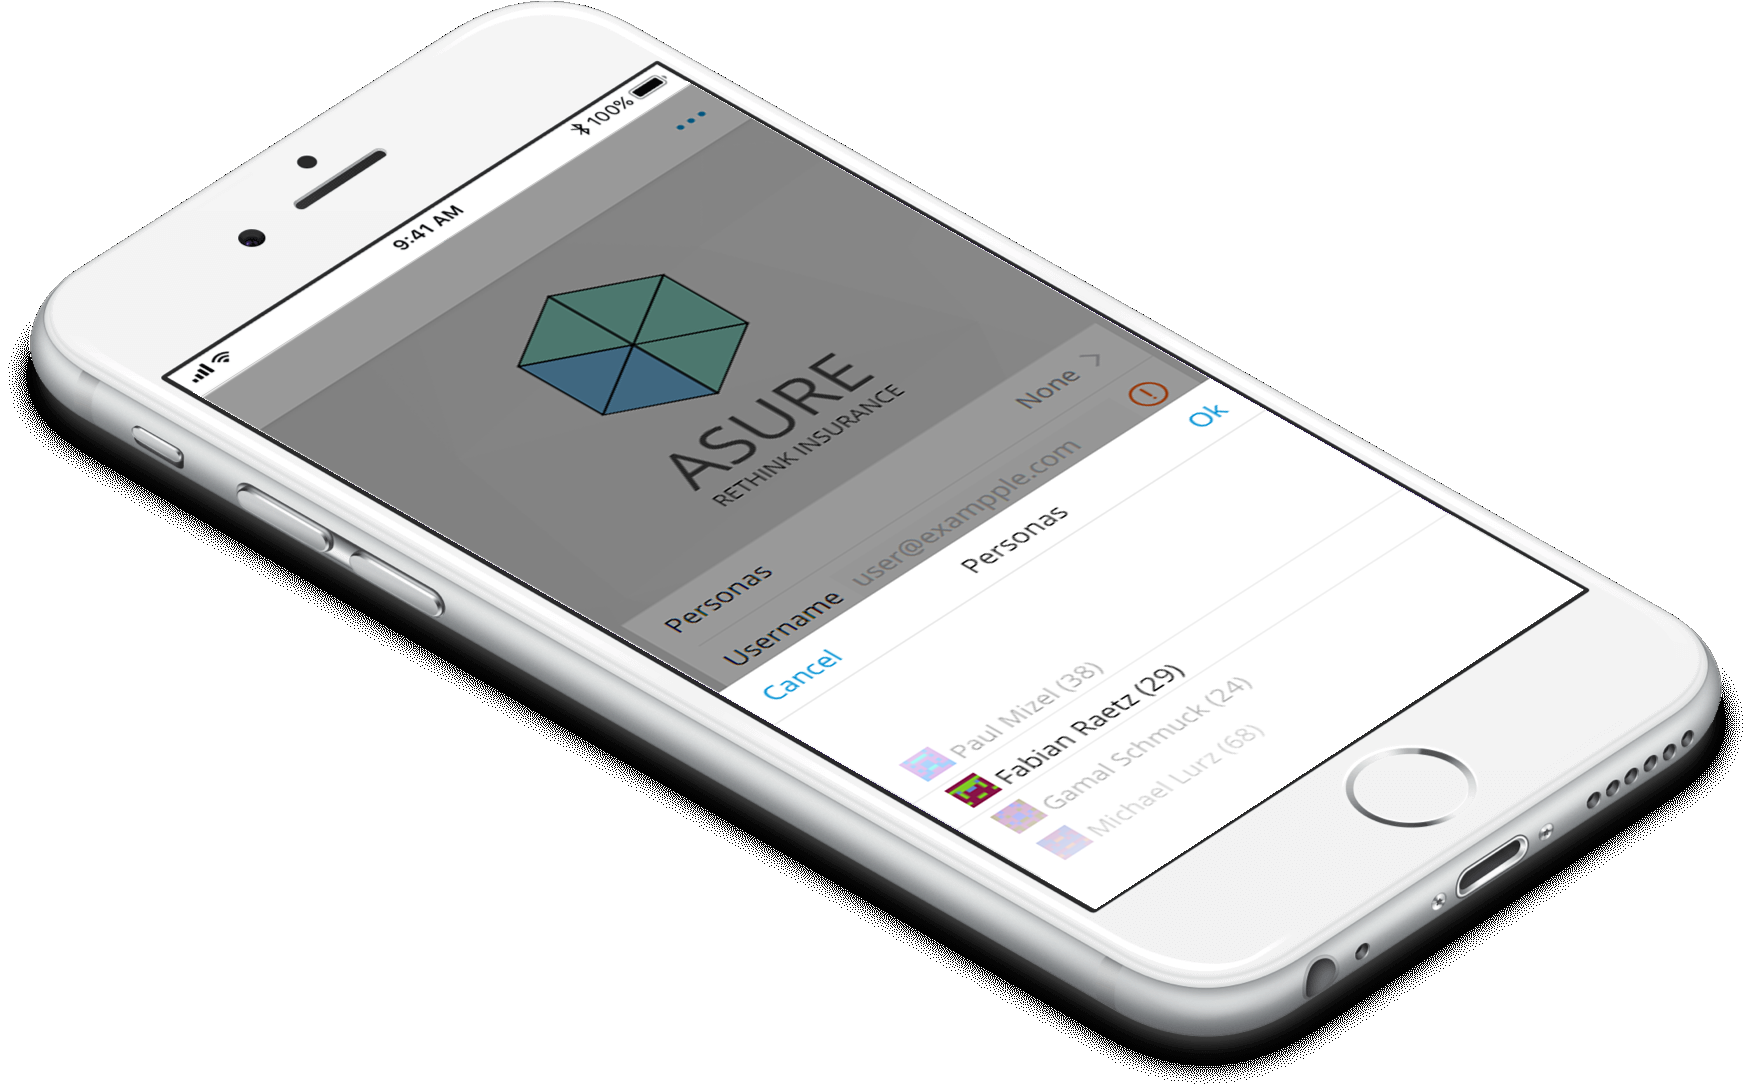 9:41 AM
100%
ASURE
RETHINK INSURANCE
Personas
None
Username
user@exampple.com
Cancel
Personas
Ok
Paul Mizel (38)
Fabian Raetz (29)
Gamal Schmuck (24)
Michael Lurz (68)